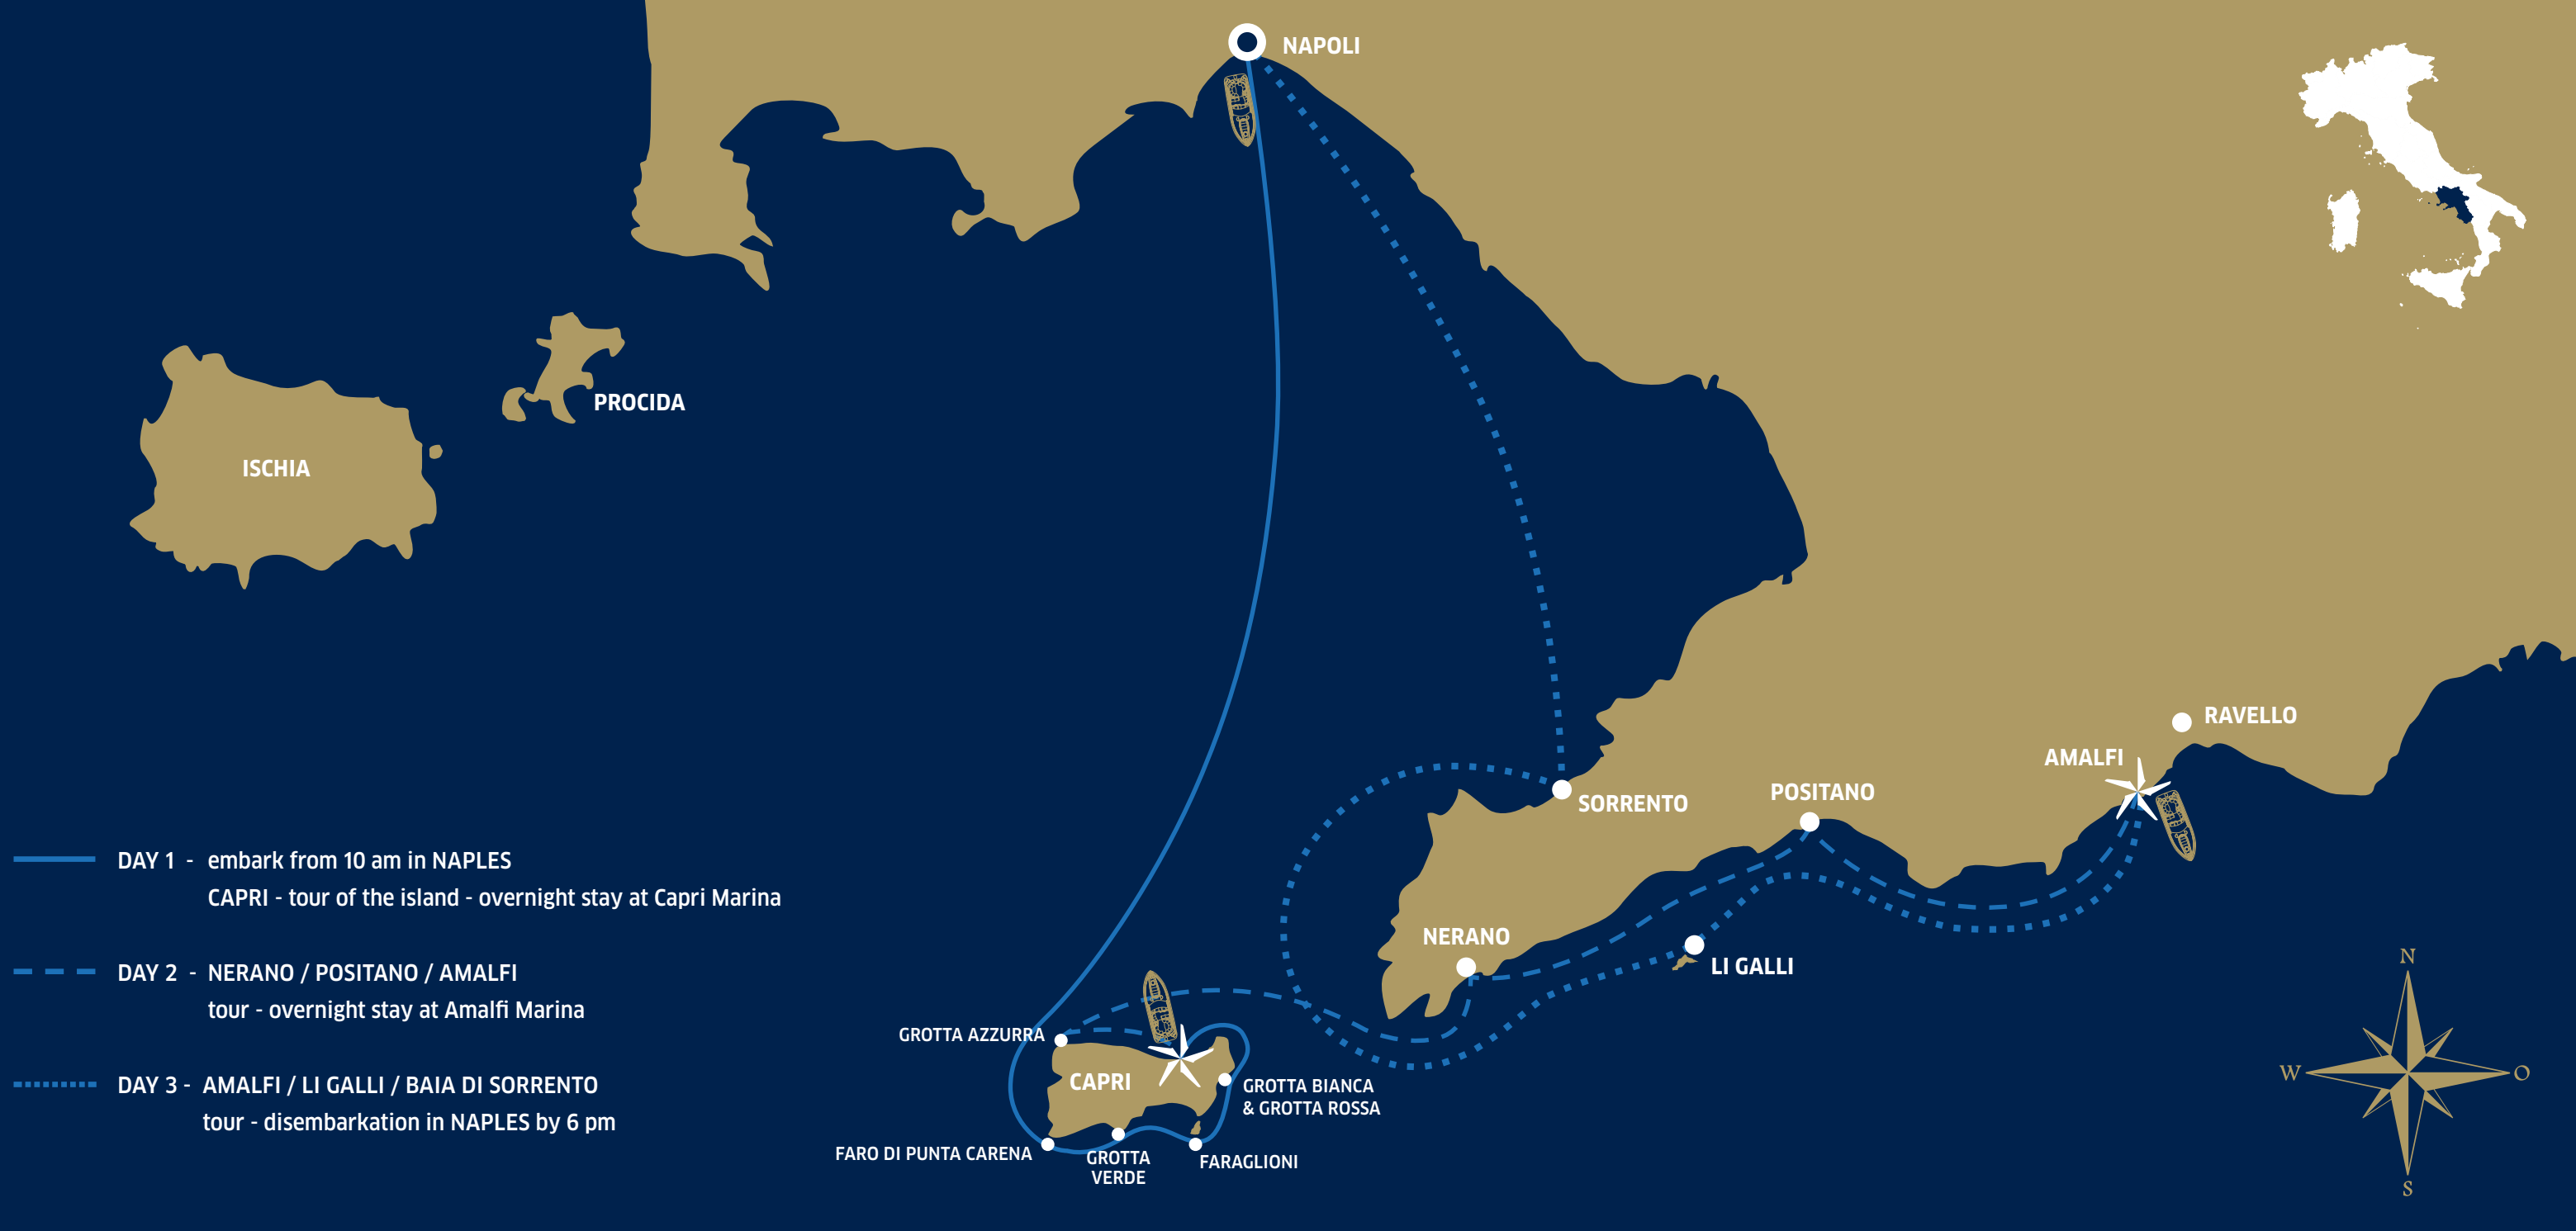 NAPOLI
PROCIDA
ISCHIA
RAVELLO
AMALFI
POSITANO
SORRENTO
NERANO
LI GALLI
GROTTA AZZURRA
CAPRI
GROTTA BIANCA
& GROTTA ROSSA
FARO DI PUNTA CARENA
GROTTA
VERDE
FARAGLIONI
DAY 1 - embark from 10 am in NAPLES
CAPRI - tour of the island - overnight stay at Capri Marina
DAY 2 - NERANO / POSITANO / AMALFI
tour - overnight stay at Amalfi Marina
DAY 3 - AMALFI / LI GALLI / BAIA DI SORRENTO
tour - disembarkation in NAPLES by 6 pm
N
W
O
S